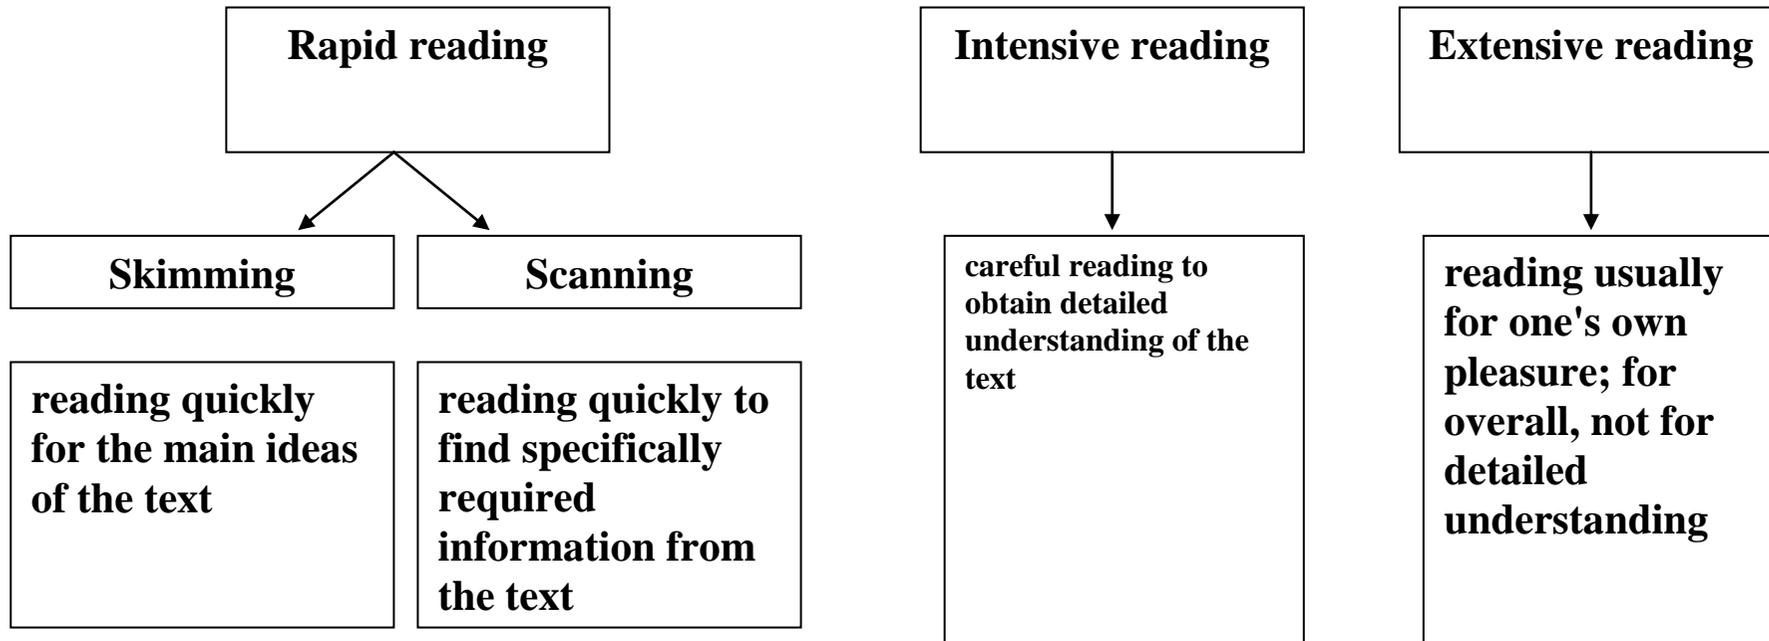 Rapid reading
Intensive reading
Extensive reading
Skimming
Scanning
reading quickly
for the main ideas
of the text
reading quickly to
find specifically
required
information from
the text
careful reading to
obtain detailed
understanding of the
text
reading usually
for one's own
pleasure; for
overall, not for
detailed
understanding